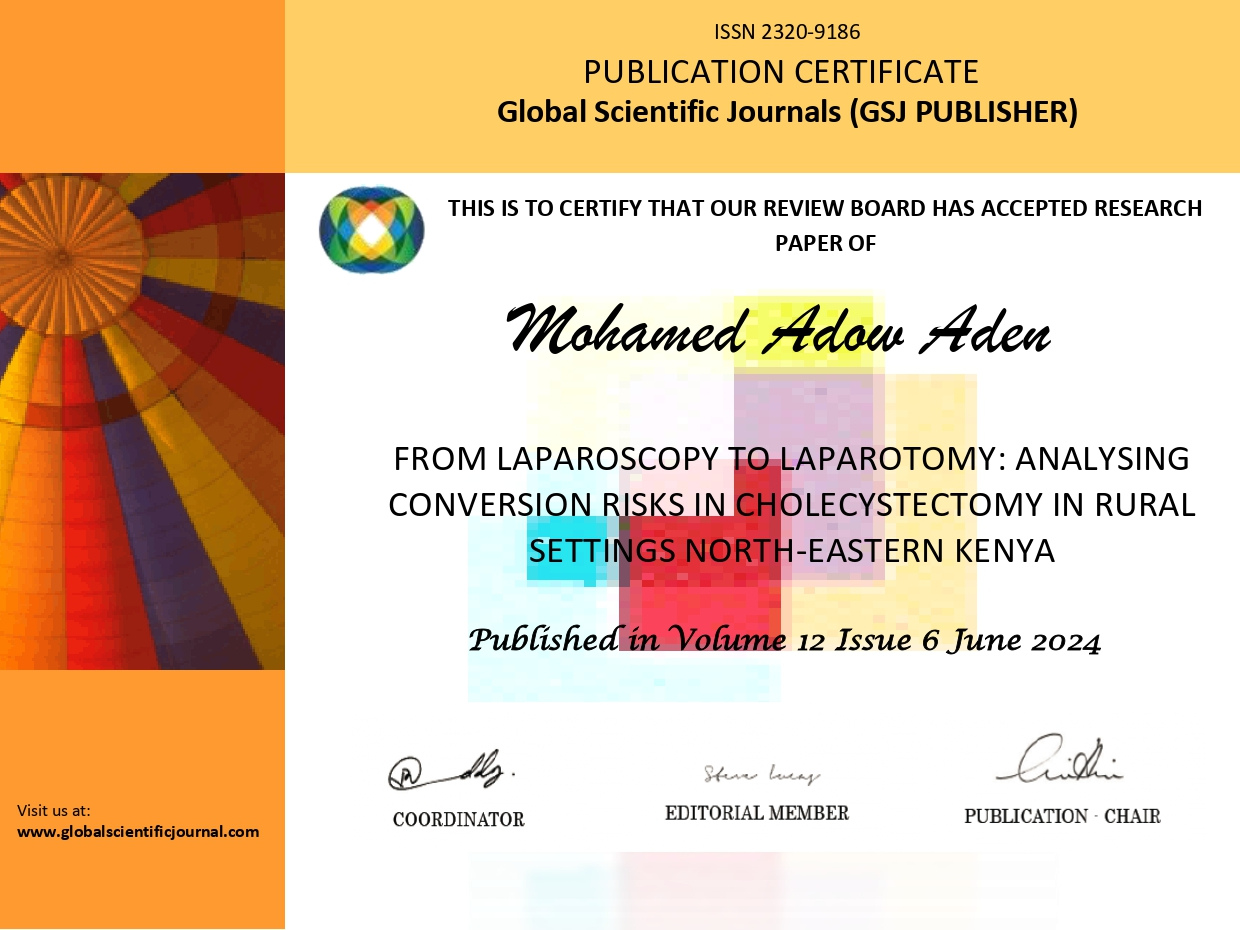 ISSN 2320-9186
PUBLICATION CERTIFICATE
Global Scientific Journals (GSJ PUBLISHER)
THIS IS TO CERTIFY THAT OUR REVIEW BOARD HAS ACCEPTED RESEARCH
PAPER OF
Mohamed Adow Aden
FROM LAPAROSCOPY TO LAPAROTOMY: ANALYSING
CONVERSION RISKS IN CHOLECYSTECTOMY IN RURAL
SETTINGS NORTH-EASTERN KENYA
Published in Volume 12 Issue 6 June 2024
COORDINATOR
EDITORIAL MEMBER
PUBLICATION - CHAIR
Visit us at:
www.globalscientificjournal.com